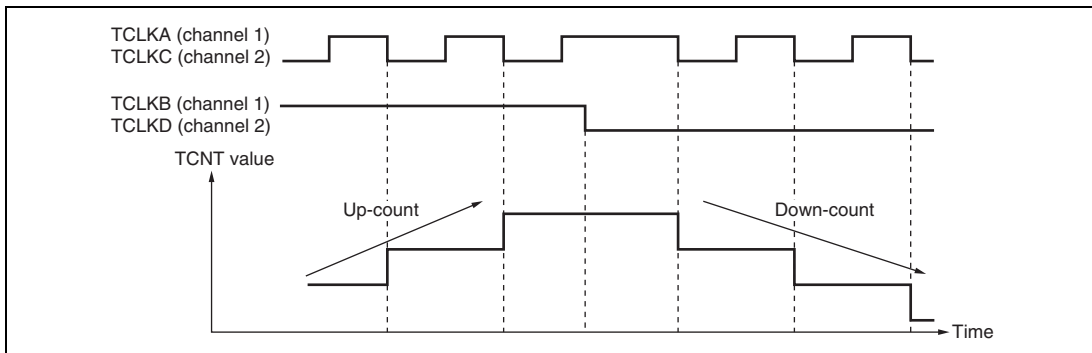 TCLKA (channel 1)
TCLKC (channel 2)
TCLKB (channel 1)
TCLKD (channel 2)
TCNT value
Up-count
Down-count
Time